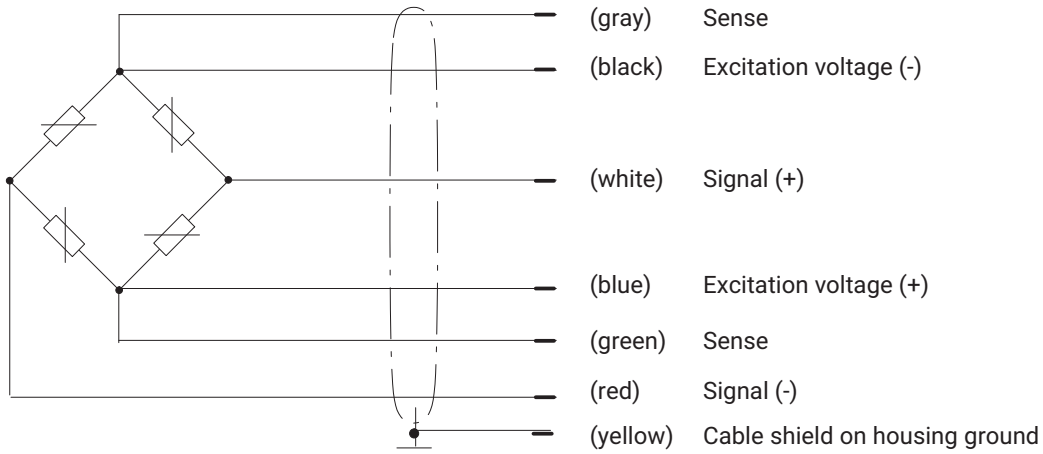 (gray) Sense
(black) Excitation voltage (-)
(white) Signal (+)
(blue) Excitation voltage (+)
(green) Sense
(red) Signal (-)
(yellow) Cable shield on housing ground